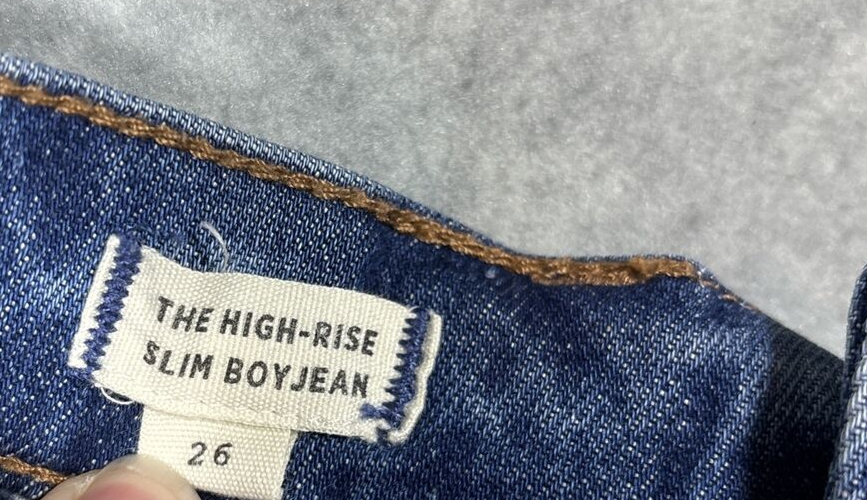 THE HIGH-RISE
SLIM BOYJEAN
26